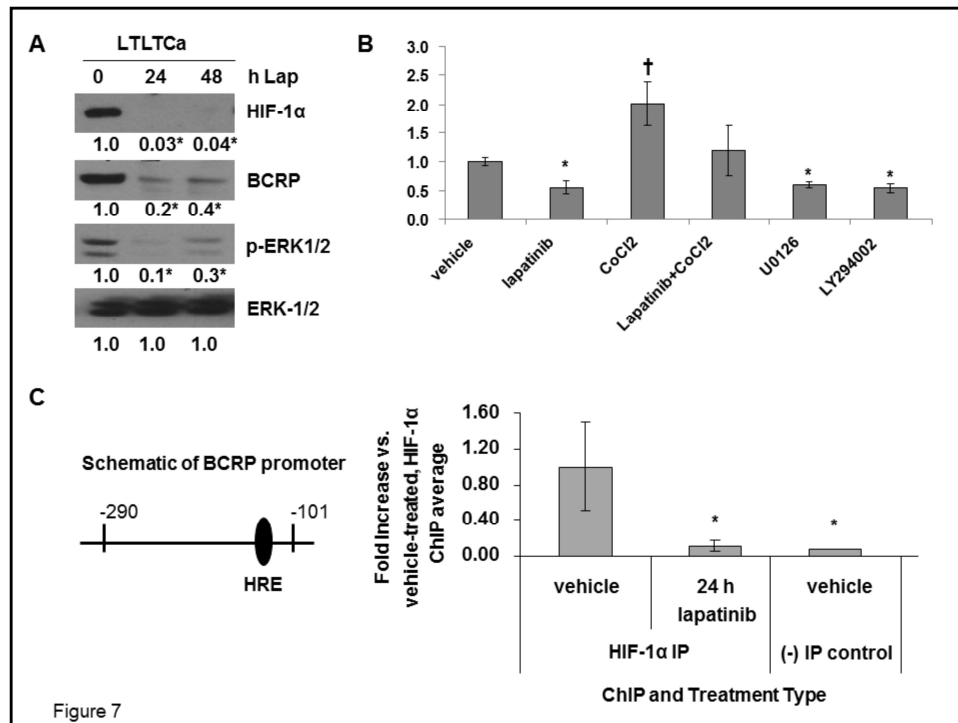 A
LTLTCa
0 24 48 h Lap
HIF-1α
1.0 0.03* 0.04*
BCRP
1.0 0.2* 0.4*
p-ERK1/2
1.0 0.1* 0.3*
ERK-1/2
1.0 1.0 1.0
B
3.0
2.5
2.0
1.5
1.0
0.5
0.0
*
†
*
*
vehicle
lapatinib
CoCl2
Lapatinib+CoCl2
U0126
LY294002
C
Schematic of BCRP promoter
-290
-101
HRE
Fold Increase vs.
vehicle-treated, HIF-1α
ChIP average
1.60
1.20
0.80
0.40
0.00
*
*
vehicle
24 h
lapatinib
vehicle
HIF-1α IP
(-) IP control
ChIP and Treatment Type
Figure 7